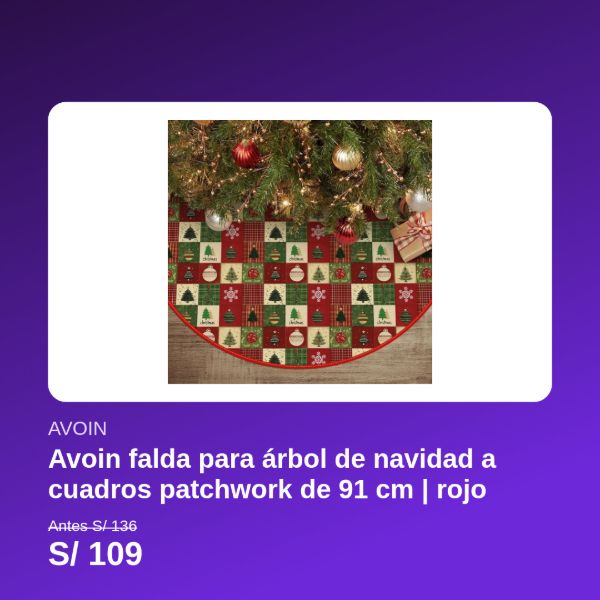 AVOIN
Avoin falda para árbol de navidad a
cuadros patchwork de 91 cm | rojo
Antes S/ 136
S/ 109